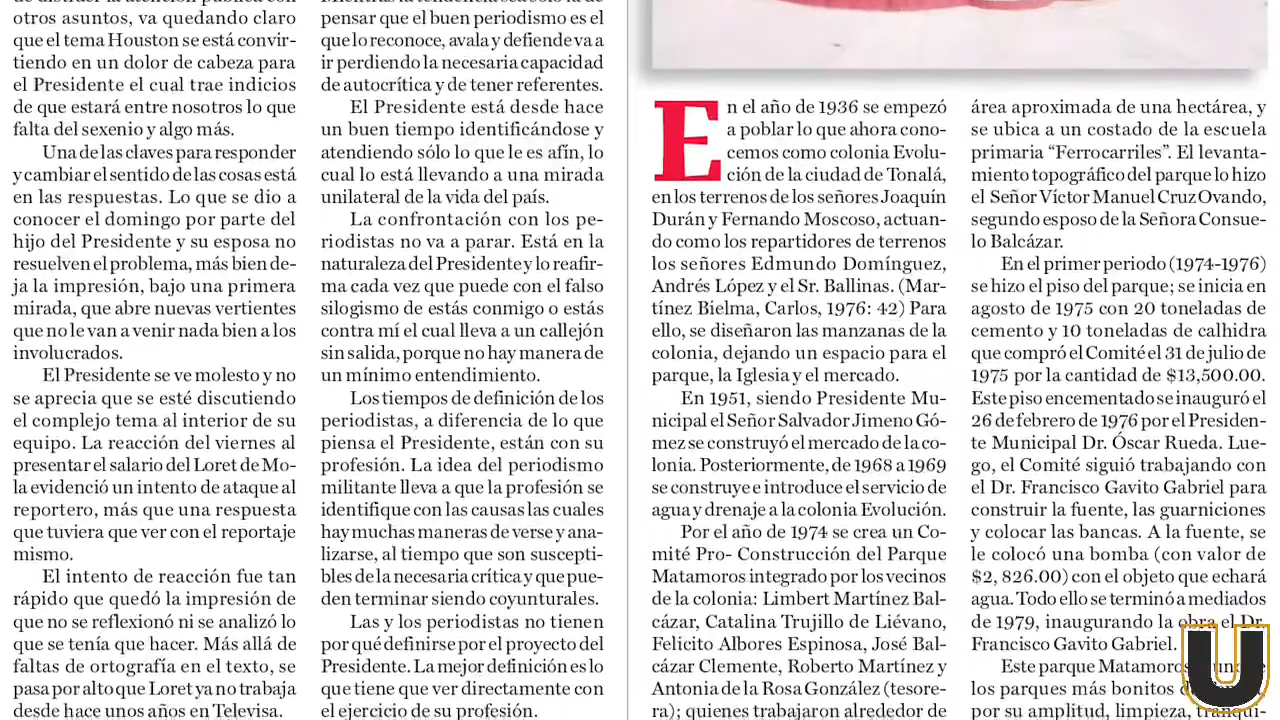 otros asuntos, va quedando claro
que el tema Houston se está convir-
tiendo en un dolor de cabeza para
el Presidente el cual trae indicios
de que estará entre nosotros lo que
falta del sexenio y algo más.
Una de las claves para responder
y cambiar el sentido de las cosas está
en las respuestas. Lo que se dio a
conocer el domingo por parte del
hijo del Presidente y su esposa no
resuelven el problema, más bien de-
ja la impresión, bajo una primera
mirada, que abre nuevas vertientes
que no le van a venir nada bien a los
involucrados.
El Presidente se ve molesto y no
se aprecia que se esté discutiendo
el complejo tema al interior de su
equipo. La reacción del viernes al
presentar el salario del Loret de Mo-
la evidenció un intento de ataque al
reportero, más que una respuesta
que tuviera que ver con el reportaje
mismo.
El intento de reacción fue tan
rápido que quedó la impresión de
que no se reflexionó ni se analizó lo
que se tenía que hacer. Más allá de
faltas de ortografía en el texto, se
pasa por alto que Loret ya no trabaja
desde hace unos años en Televisa.
pensar que el buen periodismo es el
que lo reconoce, avala y defiende va a
ir perdiendo la necesaria capacidad
de autocrítica y de tener referentes.
El Presidente está desde hace
un buen tiempo identificándose y
atendiendo sólo lo que le es afín, lo
cual lo está llevando a una mirada
unilateral de la vida del país.
La confrontación con los pe-
riodistas no va a parar. Está en la
naturaleza del Presidente y lo reafir-
ma cada vez que puede con el falso
silogismo de estás conmigo o estás
contra mí el cual lleva a un callejón
sin salida, porque no hay manera de
un mínimo entendimiento.
Los tiempos de definición de los
periodistas, a diferencia de lo que
piensa el Presidente, están con su
profesión. La idea del periodismo
militante lleva a que la profesión se
identifique con las causas las cuales
hay muchas maneras de verse y ana-
lizarse, al tiempo que son suscepti-
bles de la necesaria crítica y que pue-
den terminar siendo coyunturales.
Las y los periodistas no tienen
por qué definirse por el proyecto del
Presidente. La mejor definición es lo
que tiene que ver directamente con
el ejercicio de su profesión.
En el año de 1936 se empezó
a poblar lo que ahora cono-
cemos como colonia Evolu-
ción de la ciudad de Tonalá,
en los terrenos de los señores Joaquín
Durán y Fernando Moscoso, actuan-
do como los repartidores de terrenos
los señores Edmundo Domínguez,
Andrés López y el Sr. Ballinas. (Mar-
tínez Bielma, Carlos, 1976: 42) Para
ello, se diseñaron las manzanas de la
colonia, dejando un espacio para el
parque, la Iglesia y el mercado.
En 1951, siendo Presidente Mu-
nicipal el Señor Salvador Jimeno Gó-
mez se construyó el mercado de la co-
lonia. Posteriormente, de 1968 a 1969
se construye e introduce el servicio de
agua y drenaje a la colonia Evolución.
Por el año de 1974 se crea un Co-
mité Pro- Construcción del Parque
Matamoros integrado por los vecinos
de la colonia: Limbert Martínez Bal-
cázar, Catalina Trujillo de Liévano,
Felicito Albores Espinosa, José Bal-
cázar Clemente, Roberto Martínez y
Antonia de la Rosa González (tesore-
ra); quienes trabajaron alrededor de
área aproximada de una hectárea, y
se ubica a un costado de la escuela
primaria “Ferrocarriles”. El levanta-
miento topográfico del parque lo hizo
el Señor Víctor Manuel Cruz Ovando,
segundo esposo de la Señora Consue-
lo Balcázar.
En el primer periodo (1974-1976)
se hizo el piso del parque; se inicia en
agosto de 1975 con 20 toneladas de
cemento y 10 toneladas de calhidra
que compró el Comité el 31 de julio de
1975 por la cantidad de $13,500.00.
Este piso encementado se inauguró el
26 de febrero de 1976 por el Presiden-
te Municipal Dr. Óscar Rueda. Lue-
go, el Comité siguió trabajando con
el Dr. Francisco Gavito Gabriel para
construir la fuente, las guarniciones
y colocar las bancas. A la fuente, se
le colocó una bomba (con valor de
$2, 826.00) con el objeto que echará
agua. Todo ello se terminó a mediados
de 1979, inaugurando la obra el Dr.
Francisco Gavito Gabriel.
Este parque Matamoros
los parques más bonitos
por su amplitud, limpieza, tranqui-
U